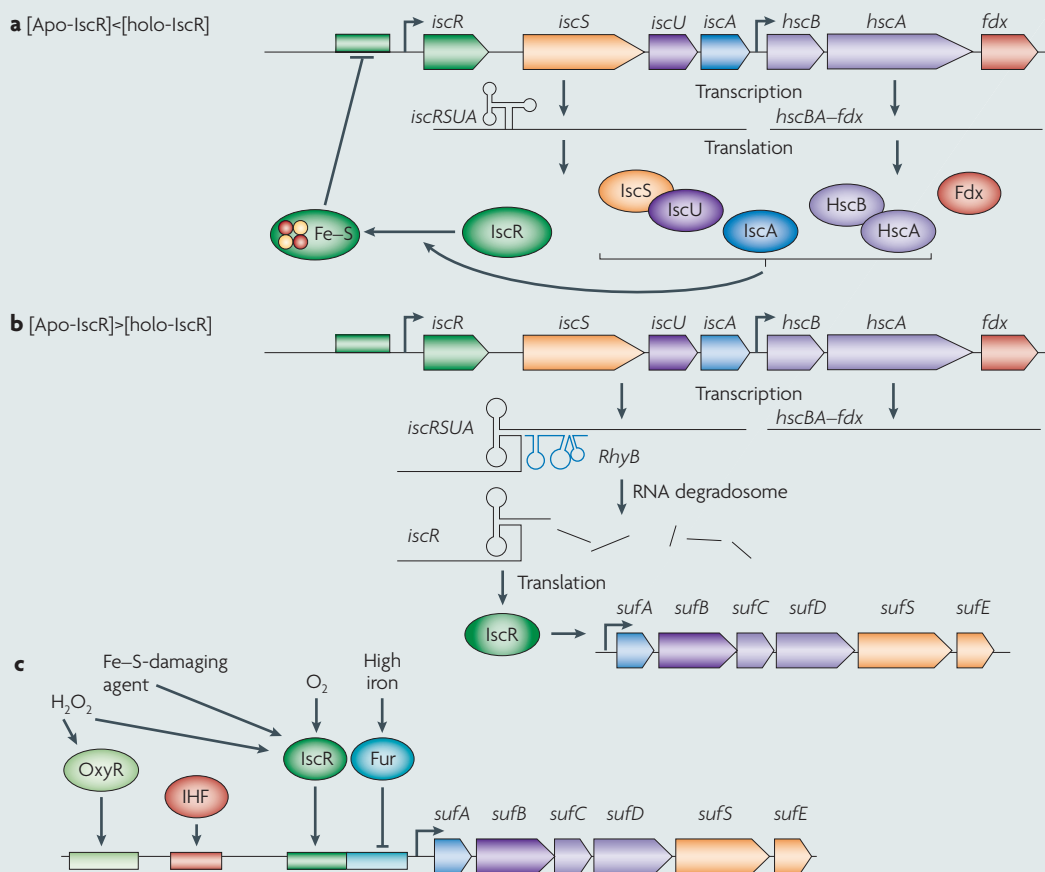 a [Apo-IscR]<[holo-IscR]
iscR iscS iscU iscA hscB hscA fdx
Transcription
iscRSUA hscBA–fdx
Translation
IscS IscU IscA HscB HscA Fdx
Fe–S IscR
b [Apo-IscR]>[holo-IscR]
iscR iscS iscU iscA hscB hscA fdx
Transcription
iscRSUA hscBA–fdx
RhyB
RNA degradosome
iscR
Translation
IscR
sufA sufB sufC sufD sufS sufE
c
Fe–S-damaging
agent
H₂O₂
O₂
High
iron
OxyR IHF IscR Fur
sufA sufB sufC sufD sufS sufE